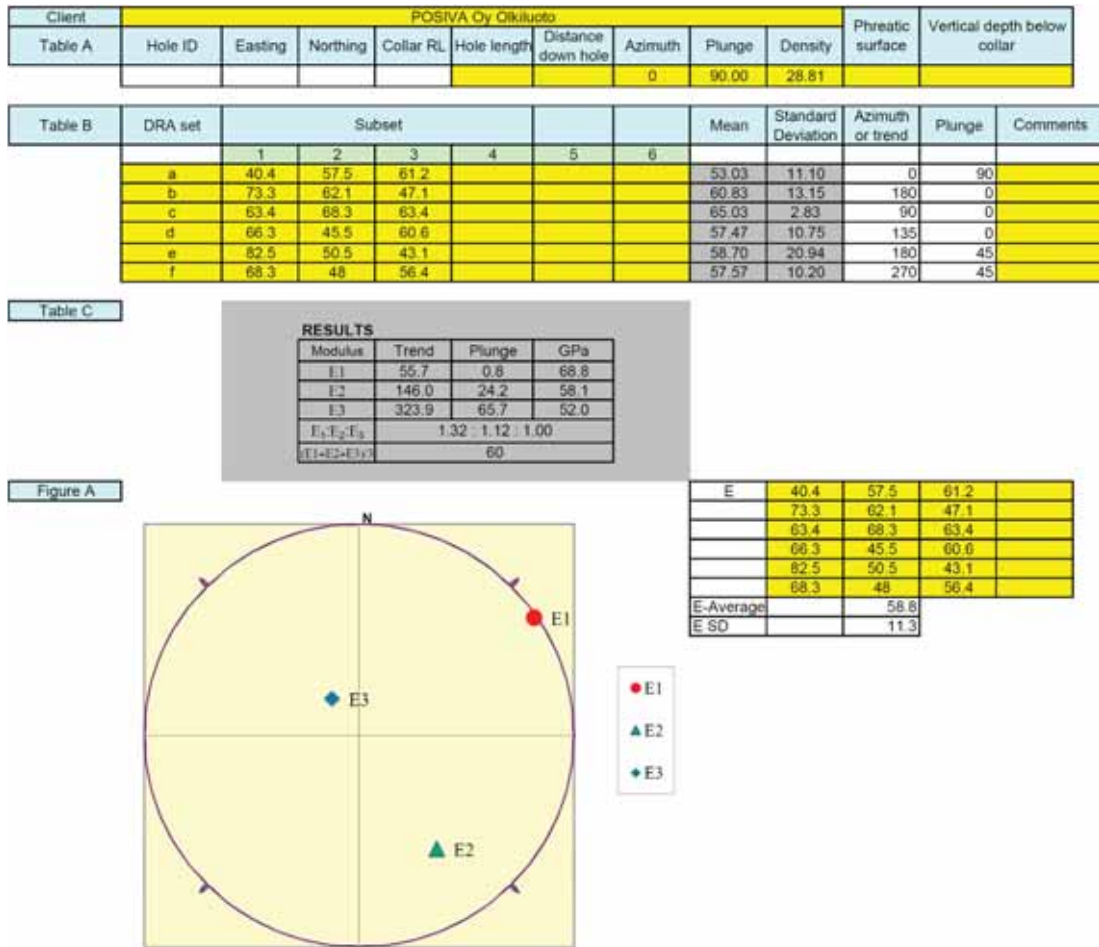 Client POSIVA Oy Olkiluoto Phreatic surface Vertical depth below collar
Table A Hole ID Easting Northing Collar RL Hole length Distance down hole Azimuth Plunge Density
0 90.00 28.81
Table B DRA set Subset Mean Standard Deviation Azimuth or trend Plunge Comments
1 2 3 4 5 6
a 40.4 57.5 61.2 53.03 11.10 0 90
b 73.3 62.1 47.1 60.83 13.15 180 0
c 63.4 68.3 63.4 65.03 2.83 90 0
d 66.3 45.5 60.6 57.47 10.75 135 0
e 82.5 50.5 43.1 58.70 20.94 180 45
f 68.3 48 56.4 57.57 10.20 270 45
Table C
RESULTS
Modulus Trend Plunge GPa
E1 55.7 0.8 68.8
E2 146.0 24.2 58.1
E3 323.9 65.7 52.0
E₁:E₂:E₃ 1.32 : 1.12 : 1.00
(E1+E2+E3)/3 60
Figure A
E 40.4 57.5 61.2
73.3 62.1 47.1
63.4 68.3 63.4
66.3 45.5 60.6
82.5 50.5 43.1
68.3 48 56.4
E-Average 58.8
E SD 11.3
N
E1
E3
E2
E1
E2
E3